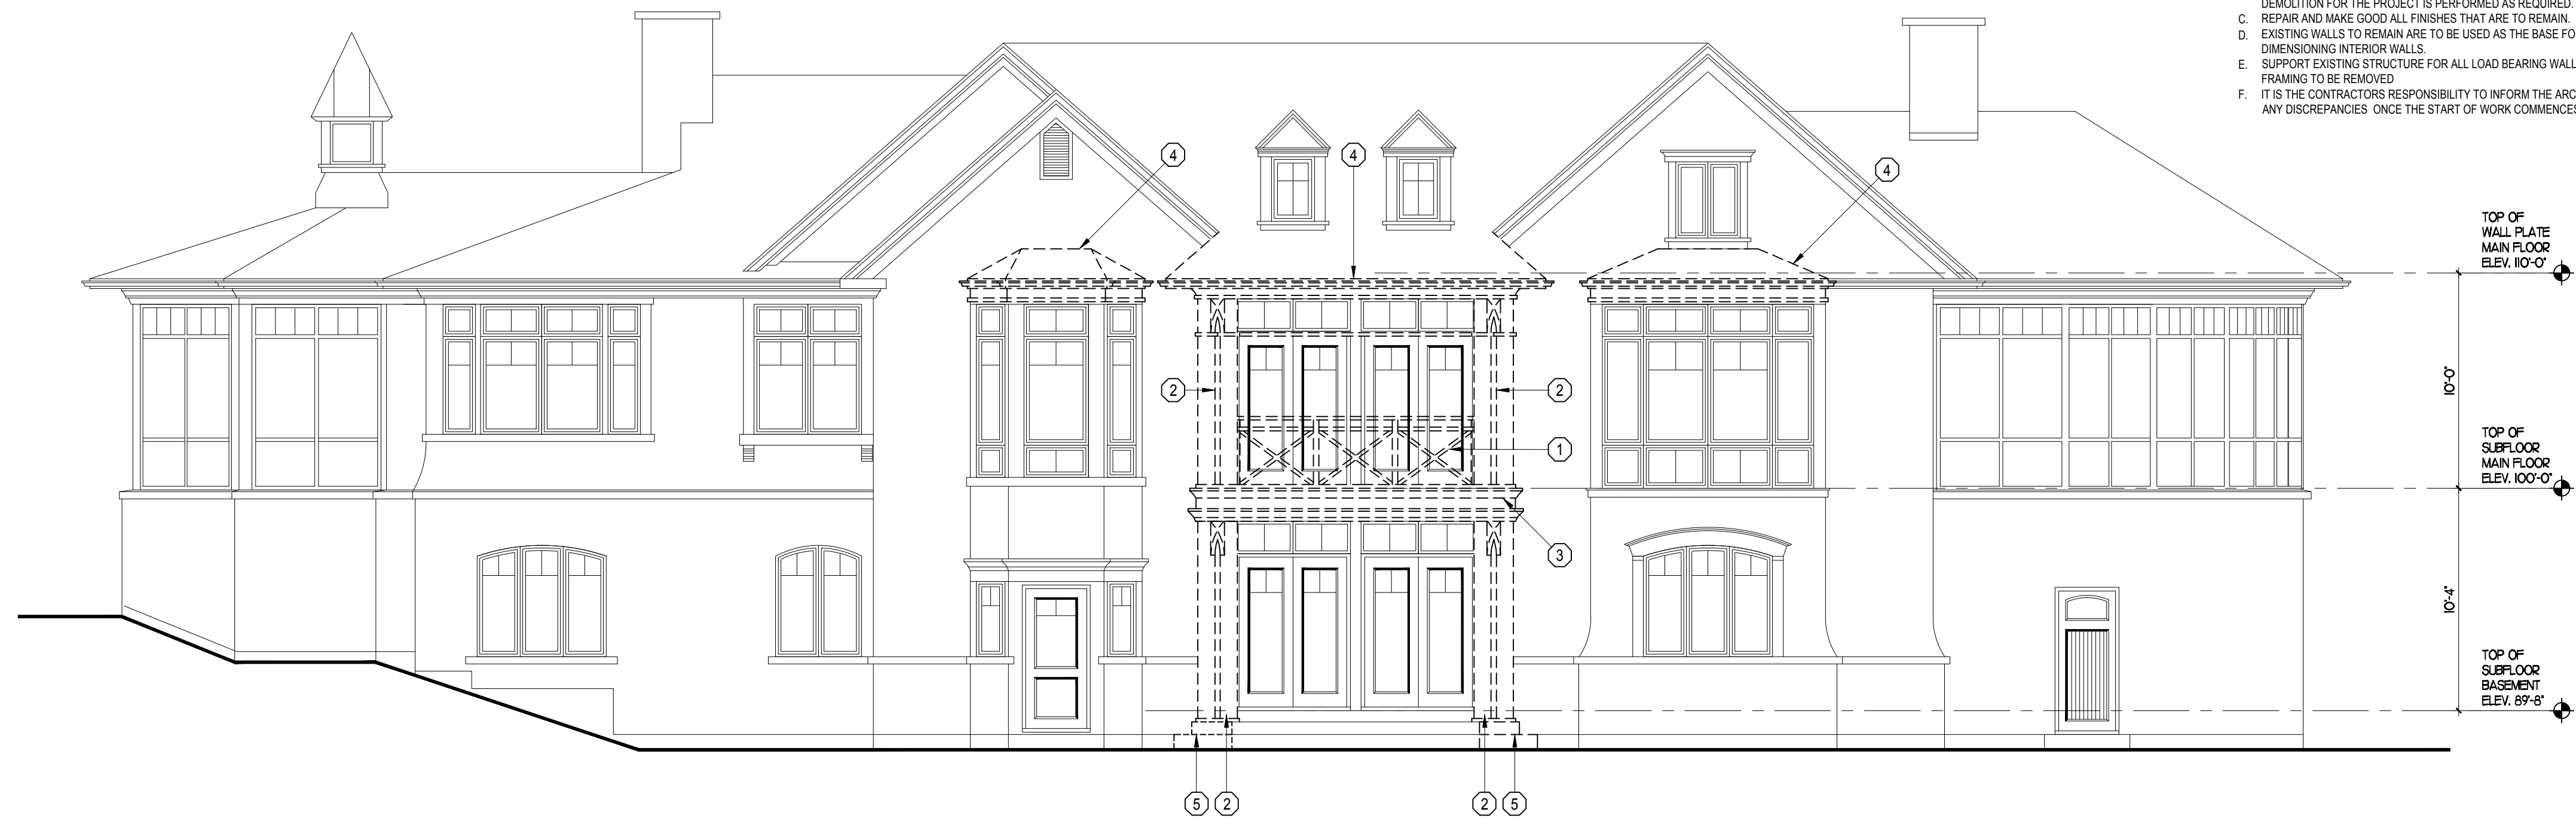 DEMOLITION FOR THE PROJECT IS PERFORMED AS REQUIRED.
C. REPAIR AND MAKE GOOD ALL FINISHES THAT ARE TO REMAIN.
D. EXISTING WALLS TO REMAIN ARE TO BE USED AS THE BASE FO
DIMENSIONING INTERIOR WALLS.
E. SUPPORT EXISTING STRUCTURE FOR ALL LOAD BEARING WALL
FRAMING TO BE REMOVED
F. IT IS THE CONTRACTORS RESPONSIBILITY TO INFORM THE ARC
ANY DISCREPANCIES ONCE THE START OF WORK COMMENCES
4
4
4
TOP OF
WALL PLATE
MAIN FLOOR
ELEV. 110'-0"
2
2
10'-0"
1
TOP OF
SUBFLOOR
MAIN FLOOR
ELEV. 100'-0"
3
10'-4"
TOP OF
SUBFLOOR
BASEMENT
ELEV. 89'-8"
5
2
2
5